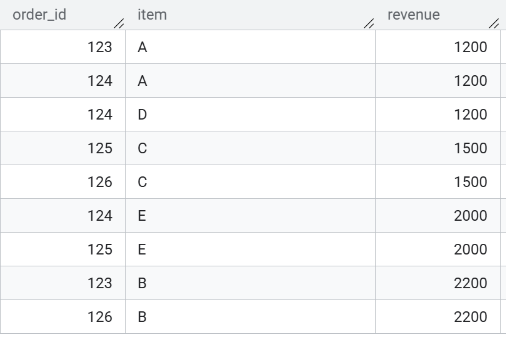 order_id item revenue
123 A 1200
124 A 1200
124 D 1200
125 C 1500
126 C 1500
124 E 2000
125 E 2000
123 B 2200
126 B 2200